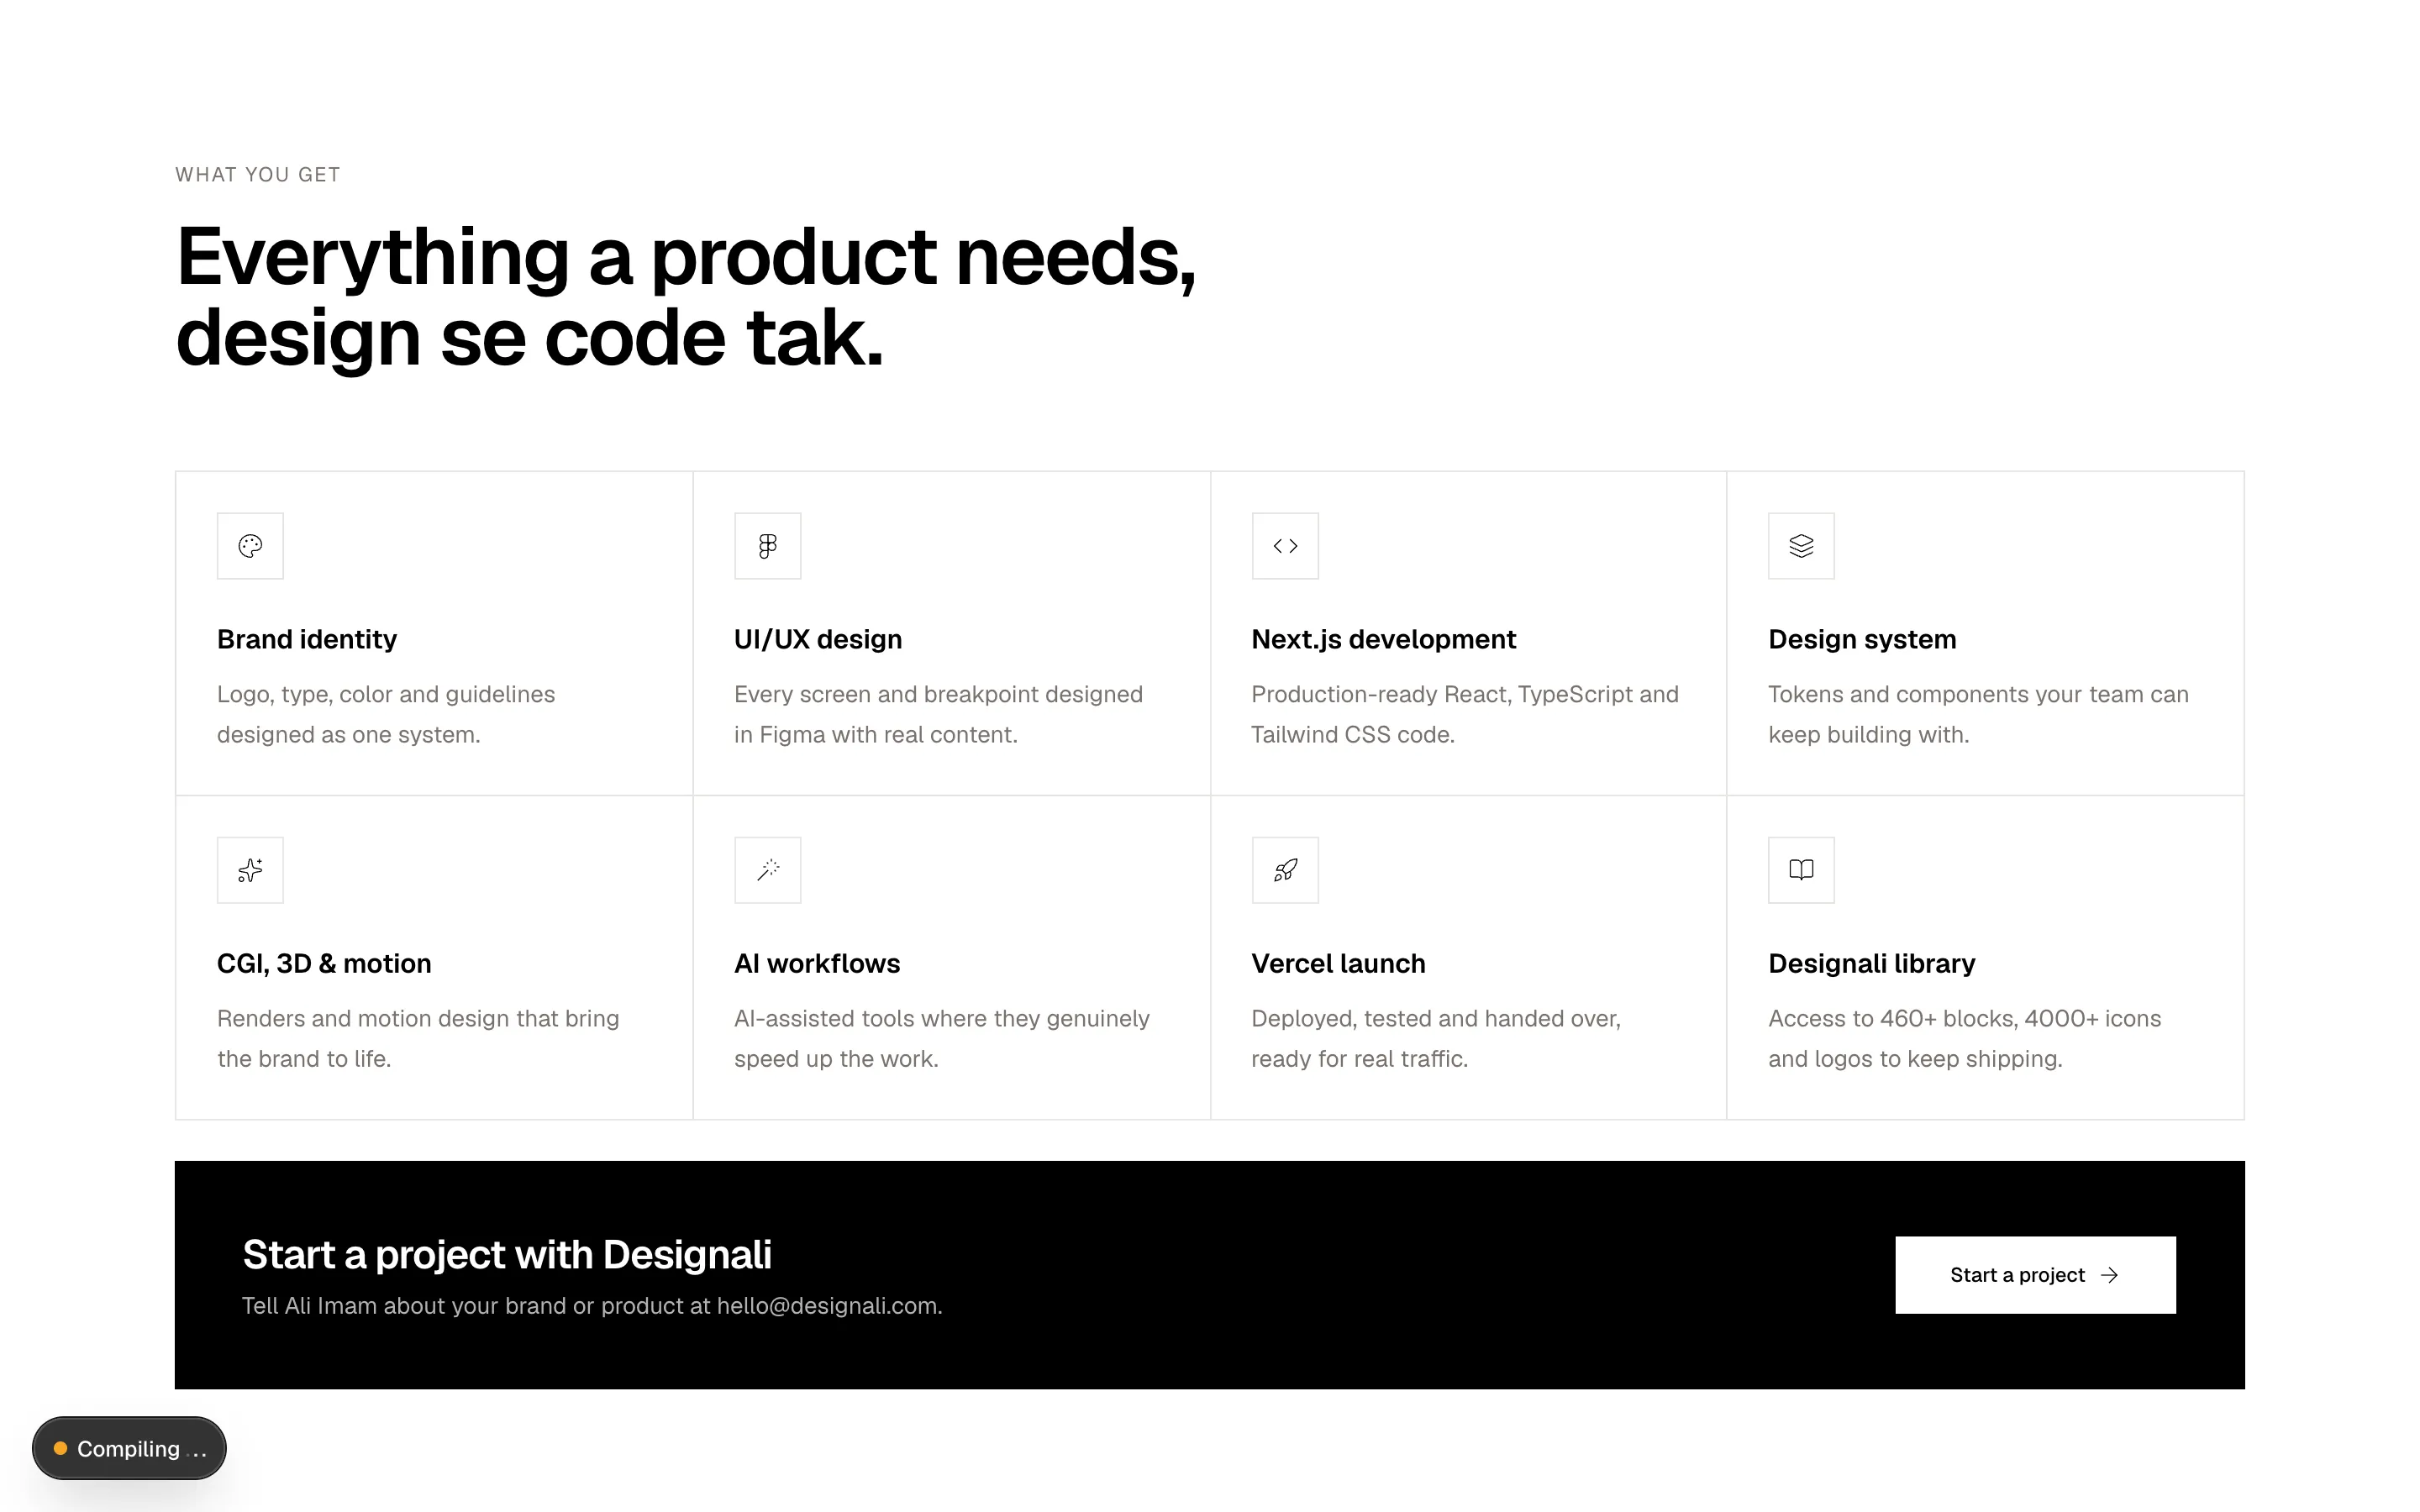 WHAT YOU GET
Everything a product needs,
design se code tak.
Brand identity
Logo, type, color and guidelines
designed as one system.
UI/UX design
Every screen and breakpoint designed
in Figma with real content.
Next.js development
Production-ready React, TypeScript and
Tailwind CSS code.
Design system
Tokens and components your team can
keep building with.
CGI, 3D & motion
Renders and motion design that bring
the brand to life.
AI workflows
AI-assisted tools where they genuinely
speed up the work.
Vercel launch
Deployed, tested and handed over,
ready for real traffic.
Designali library
Access to 460+ blocks, 4000+ icons
and logos to keep shipping.
Start a project with Designali
Tell Ali Imam about your brand or product at hello@designali.com.
Start a project
Compiling ...